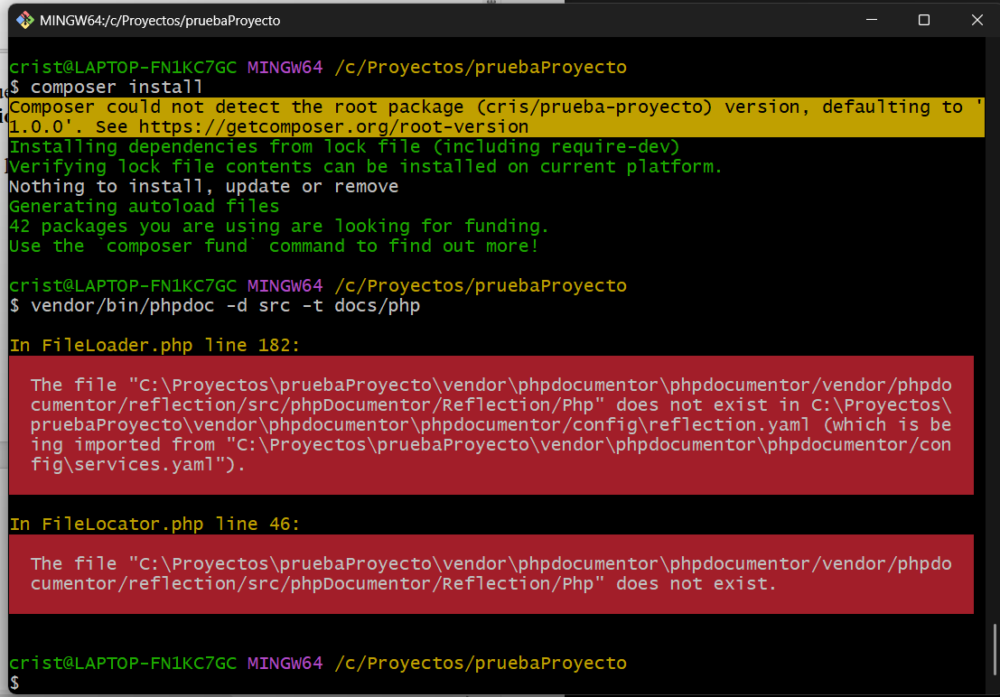 MINGW64:/c/Proyectos/pruebaProyecto
crist@LAPTOP-FN1KC7GC MINGW64 /c/Proyectos/pruebaProyecto
$ composer install
Composer could not detect the root package (cris/prueba-proyecto) version, defaulting to '
1.0.0'. See https://getcomposer.org/root-version
Installing dependencies from lock file (including require-dev)
Verifying lock file contents can be installed on current platform.
Nothing to install, update or remove
Generating autoload files
42 packages you are using are looking for funding.
Use the `composer fund` command to find out more!
crist@LAPTOP-FN1KC7GC MINGW64 /c/Proyectos/pruebaProyecto
$ vendor/bin/phpdoc -d src -t docs/php
In FileLoader.php line 182:
The file "C:\Proyectos\pruebaProyecto\vendor\phpdocumentor\phpdocumentor/vendor/phpdo
cumentor/reflection/src/phpDocumentor/Reflection/Php" does not exist in C:\Proyectos\
pruebaProyecto\vendor\phpdocumentor\phpdocumentor/config\reflection.yaml (which is be
ing imported from "C:\Proyectos\pruebaProyecto\vendor\phpdocumentor\phpdocumentor/con
fig\services.yaml").
In FileLocator.php line 46:
The file "C:\Proyectos\pruebaProyecto\vendor\phpdocumentor\phpdocumentor/vendor/phpdo
cumentor/reflection/src/phpDocumentor/Reflection/Php" does not exist.
crist@LAPTOP-FN1KC7GC MINGW64 /c/Proyectos/pruebaProyecto
$